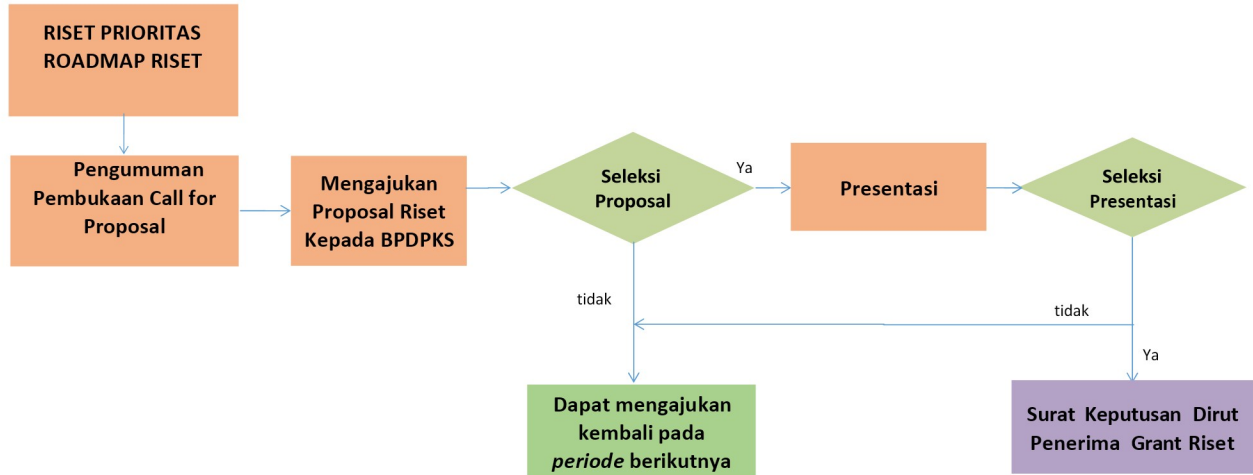 RISET PRIORITAS
ROADMAP RISET
Pengumuman
Pembukaan Call for
Proposal
Mengajukan
Proposal Riset
Kepada BPDPKS
Seleksi
Proposal
Ya
Presentasi
Seleksi
Presentasi
tidak
tidak
Ya
Dapat mengajukan
kembali pada
periode berikutnya
Surat Keputusan Dirut
Penerima Grant Riset